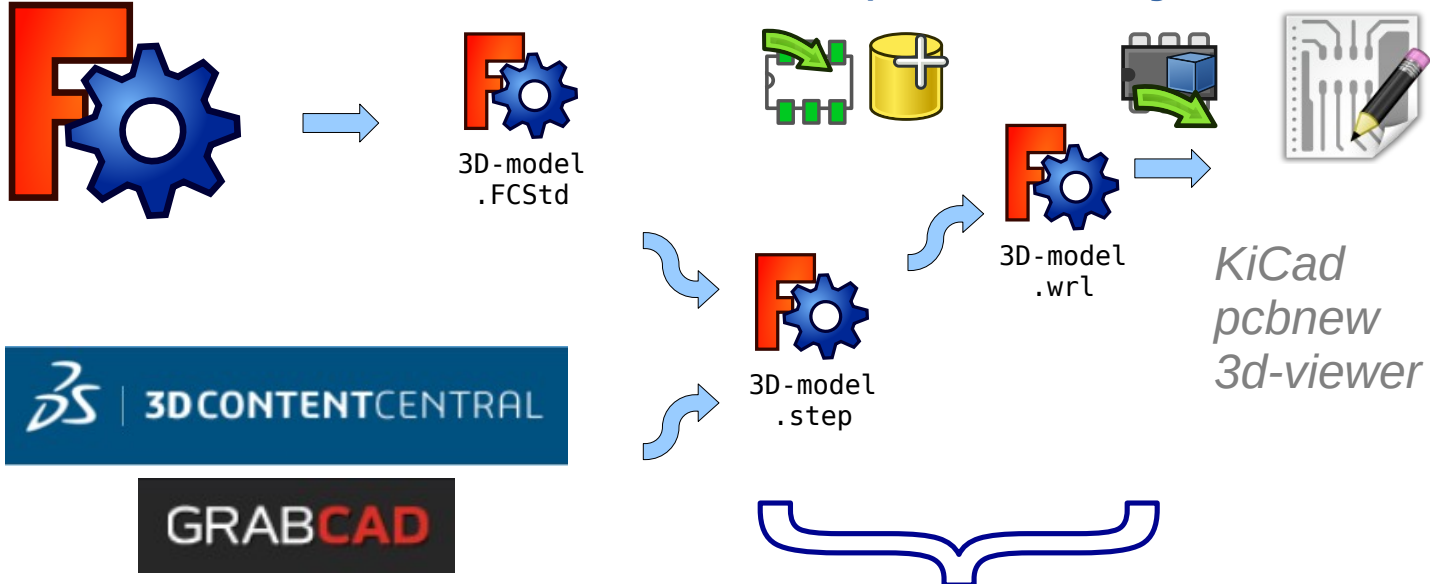 3D-model
.FCStd
3D-model
.wrl
3D-model
.step
KiCad
pcbnew
3d-viewer
3DCONTENTCENTRAL
GRABCAD